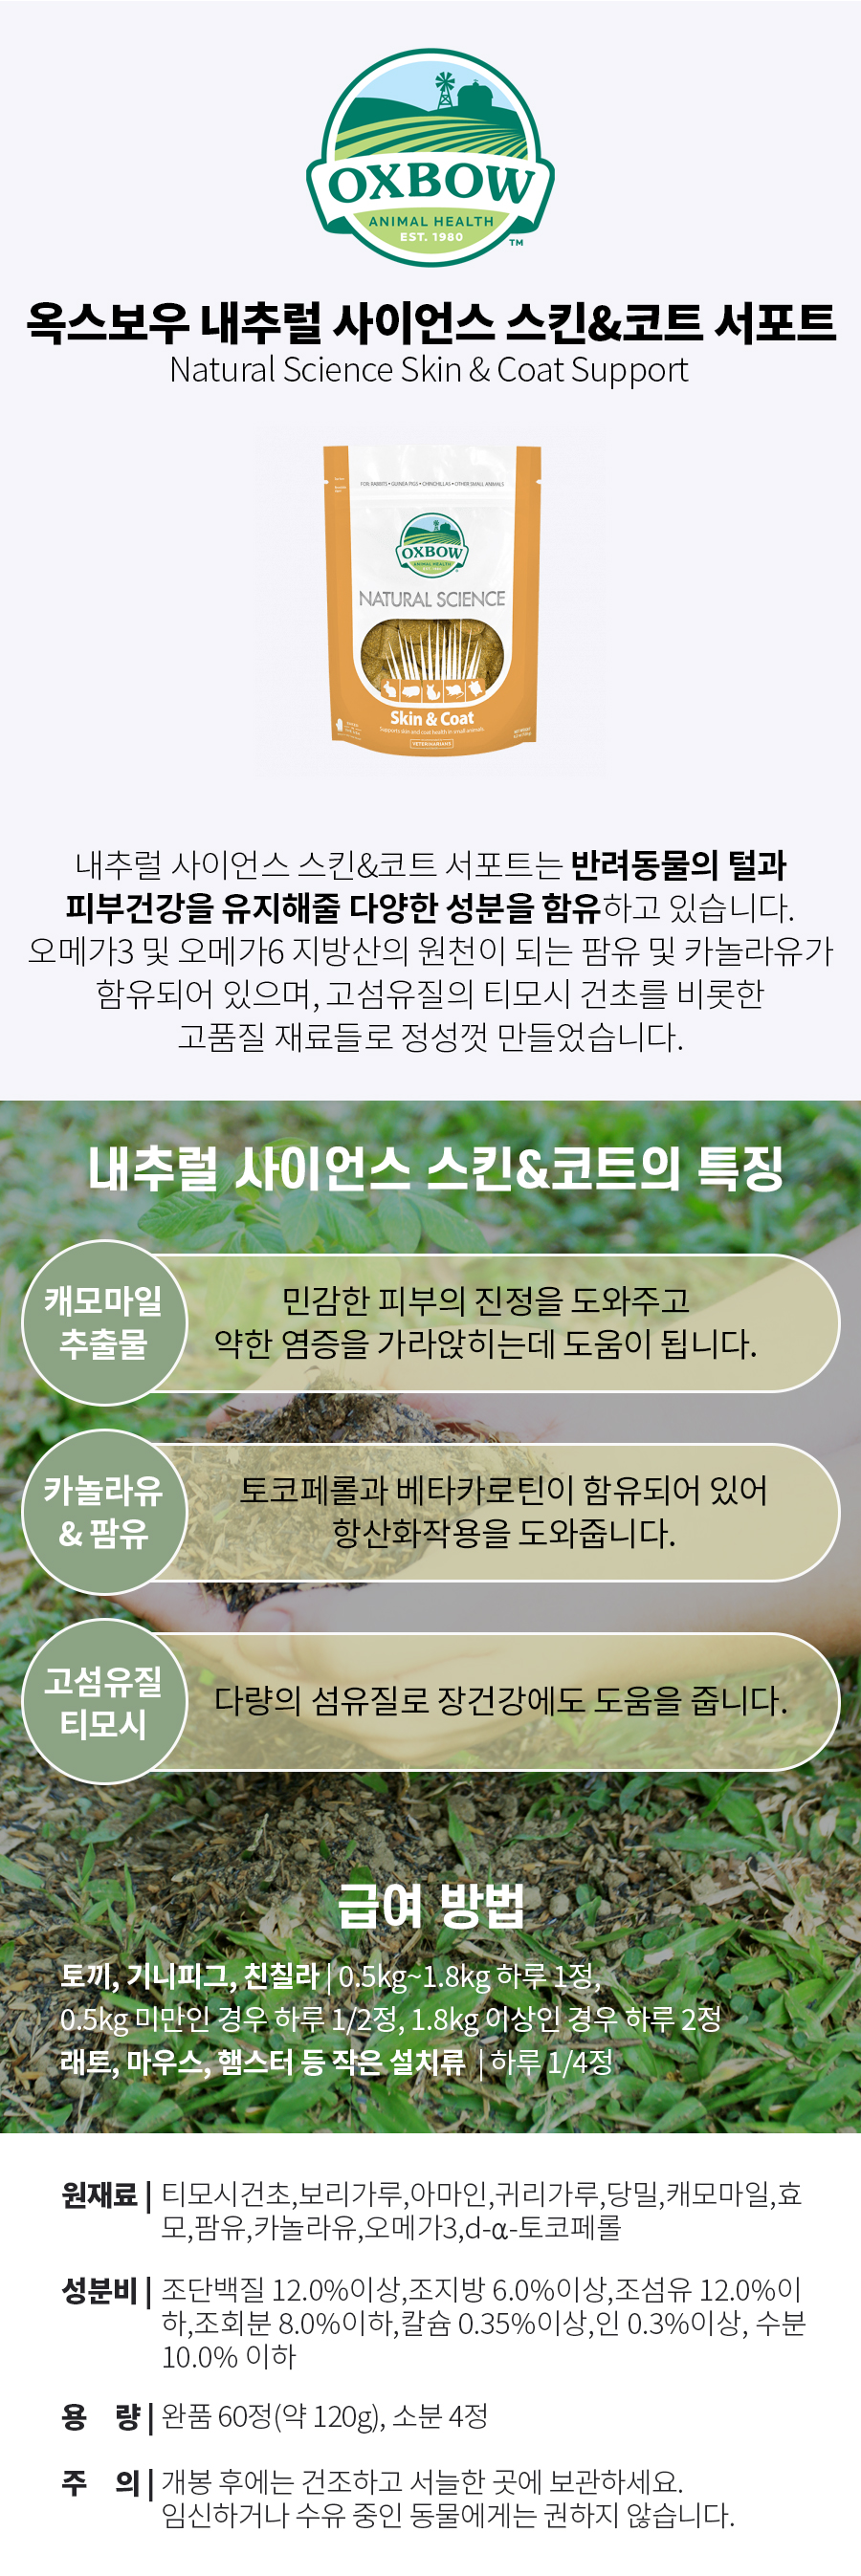 OXBOW
ANIMAL HEALTH
EST. 1980
TM
옥스보우 내추럴 사이언스 스킨&코트 서포트
Natural Science Skin & Coat Support
FOR: RABBITS • GUINEA PIGS • CHINCHILLAS • OTHER SMALL ANIMALS
OXBOW
ANIMAL HEALTH
NATURAL SCIENCE
Skin & Coat
Supports skin and coat health in small animals
VETERINARIANS
내추럴 사이언스 스킨&코트 서포트는 반려동물의 털과
피부건강을 유지해줄 다양한 성분을 함유하고 있습니다.
오메가3 및 오메가6 지방산의 원천이 되는 팜유 및 카놀라유가
함유되어 있으며, 고섬유질의 티모시 건초를 비롯한
고품질 재료들로 정성껏 만들었습니다.
내추럴 사이언스 스킨&코트의 특징
캐모마일
추출물
민감한 피부의 진정을 도와주고
약한 염증을 가라앉히는데 도움이 됩니다.
카놀라유
& 팜유
토코페롤과 베타카로틴이 함유되어 있어
항산화작용을 도와줍니다.
고섬유질
티모시
다량의 섬유질로 장건강에도 도움을 줍니다.
급여 방법
토끼, 기니피그, 친칠라 | 0.5kg~1.8kg 하루 1정,
0.5kg 미만인 경우 하루 1/2정, 1.8kg 이상인 경우 하루 2정
래트, 마우스, 햄스터 등 작은 설치류 | 하루 1/4정
원재료 | 티모시건초,보리가루,아마인,귀리가루,당밀,캐모마일,효
모,팜유,카놀라유,오메가3,d-α-토코페롤
성분비 | 조단백질 12.0%이상,조지방 6.0%이상,조섬유 12.0%이
하,조회분 8.0%이하,칼슘 0.35%이상,인 0.3%이상, 수분
10.0% 이하
용 량 | 완품 60정(약 120g), 소분 4정
주 의 | 개봉 후에는 건조하고 서늘한 곳에 보관하세요.
임신하거나 수유 중인 동물에게는 권하지 않습니다.